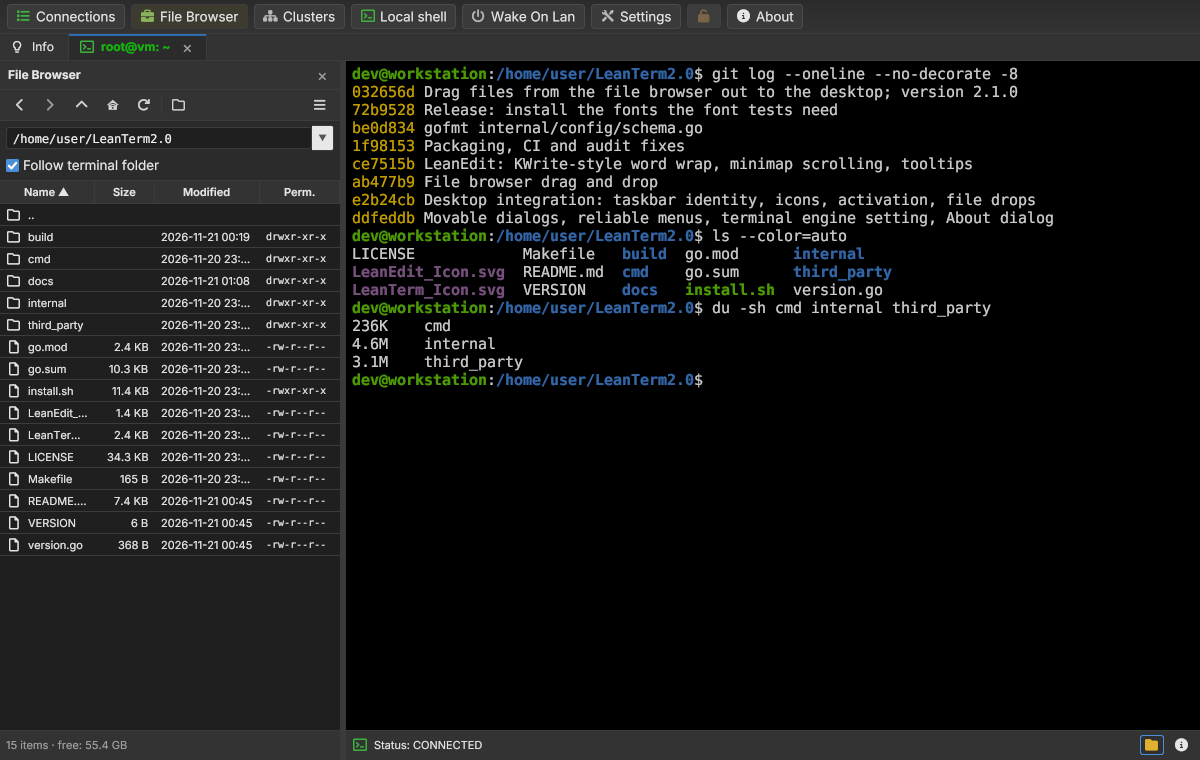 Connections File Browser Clusters Local shell Wake On Lan Settings About
Info root@vm: ~
File Browser
/home/user/LeanTerm2.0
Follow terminal folder
Name Size Modified Perm.
..
build 2026-11-21 00:19 drwxr-xr-x
cmd 2026-11-20 23:... drwxr-xr-x
docs 2026-11-21 01:08 drwxr-xr-x
internal 2026-11-20 23:... drwxr-xr-x
third_party 2026-11-20 23:... drwxr-xr-x
go.mod 2.4 KB 2026-11-20 23:... -rw-r--r--
go.sum 10.3 KB 2026-11-20 23:... -rw-r--r--
install.sh 11.4 KB 2026-11-20 23:... -rwxr-xr-x
LeanEdit_... 1.4 KB 2026-11-20 23:... -rw-r--r--
LeanTer... 2.4 KB 2026-11-20 23:... -rw-r--r--
LICENSE 34.3 KB 2026-11-20 23:... -rw-r--r--
Makefile 165 B 2026-11-20 23:... -rw-r--r--
README.... 7.4 KB 2026-11-21 00:45 -rw-r--r--
VERSION 6 B 2026-11-21 00:45 -rw-r--r--
version.go 368 B 2026-11-21 00:45 -rw-r--r--
15 items · free: 55.4 GB
dev@workstation:/home/user/LeanTerm2.0$ git log --oneline --no-decorate -8
032656d Drag files from the file browser out to the desktop; version 2.1.0
72b9528 Release: install the fonts the font tests need
be0d834 gofmt internal/config/schema.go
1f98153 Packaging, CI and audit fixes
ce7515b LeanEdit: KWrite-style word wrap, minimap scrolling, tooltips
ab477b9 File browser drag and drop
e2b24cb Desktop integration: taskbar identity, icons, activation, file drops
ddfeddb Movable dialogs, reliable menus, terminal engine setting, About dialog
dev@workstation:/home/user/LeanTerm2.0$ ls --color=auto
LICENSE Makefile build go.mod internal
LeanEdit_Icon.svg README.md cmd go.sum third_party
LeanTerm_Icon.svg VERSION docs install.sh version.go
dev@workstation:/home/user/LeanTerm2.0$ du -sh cmd internal third_party
236K cmd
4.6M internal
3.1M third_party
dev@workstation:/home/user/LeanTerm2.0$
Status: CONNECTED